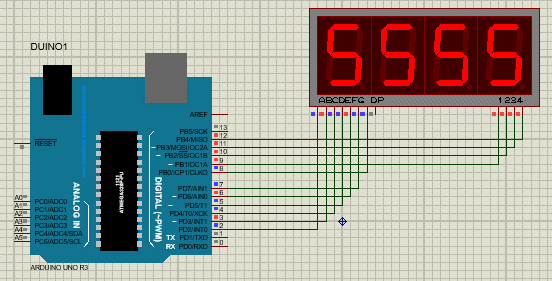 5555
ABCDEFG DP
1234
DUINO1
AREF
13
PB5/SCK
12
PB4/MISO
11
RESET
~PB3/MOSI/OC2A
10
~PB2/SS/OC1B
9
~PB1/OC1A
8
PB0/ICP1/CLKO
7
PD7/AIN1
6
~PD6/AIN0
5
~PD5/T1
4
PD4/T0/XCK
3
~PD3/INT1
2
PD2/INT0
1
TX PD1/TXD
0
RX PD0/RXD
DIGITAL (~PWM)
ANALOG IN
A0 PC0/ADC0
A1 PC1/ADC1
A2 PC2/ADC2
A3 PC3/ADC3
A4 PC4/ADC4/SDA
A5 PC5/ADC5/SCL
ARDUINO UNO R3